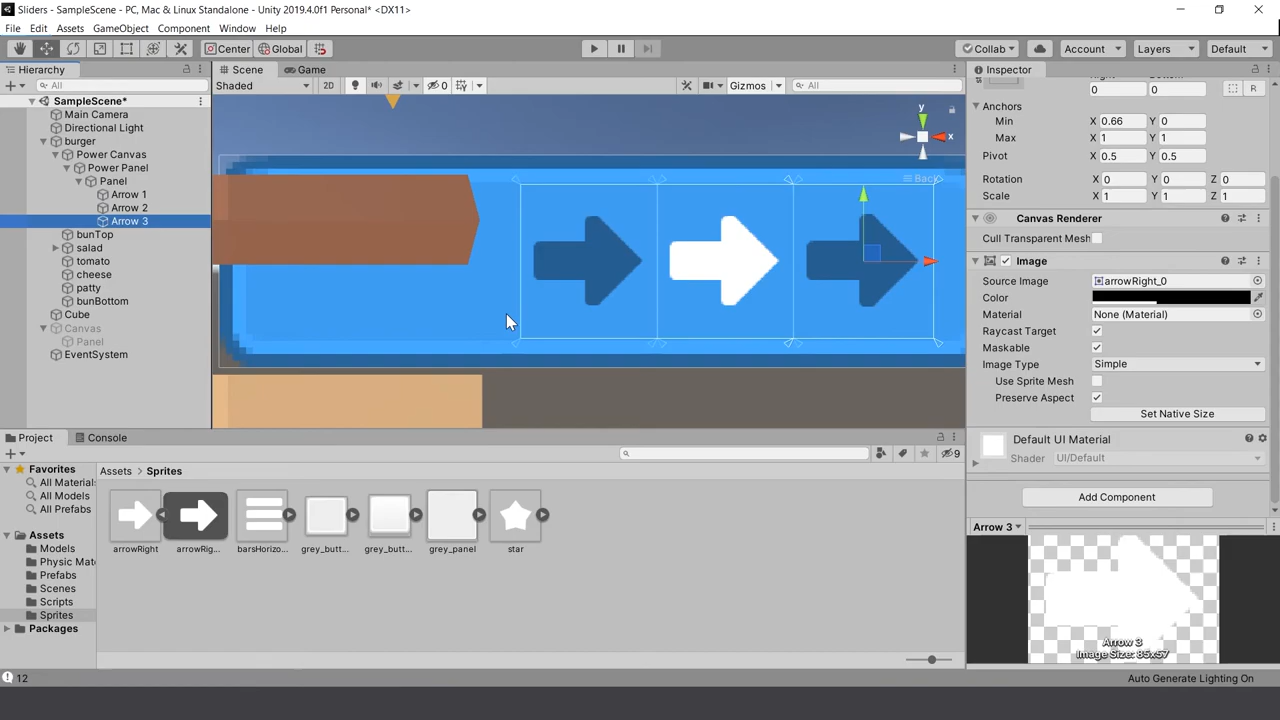 Sliders - SampleScene - PC, Mac & Linux Standalone - Unity 2019.4.0f1 Personal* <DX11>
File Edit Assets GameObject Component Window Help
Center Global Collab Account Layers Default
Hierarchy
All
SampleScene*
Main Camera
Directional Light
burger
Power Canvas
Power Panel
Panel
Arrow 1
Arrow 2
Arrow 3
bunTop
salad
tomato
cheese
patty
bunBottom
Cube
Canvas
Panel
EventSystem
Scene Game
Shaded 2D 0 Gizmos All
y
x
Back
Inspector
0 0 R
Anchors
Min X 0.66 Y 0
Max X 1 Y 1
Pivot X 0.5 Y 0.5
Rotation X 0 Y 0 Z 0
Scale X 1 Y 1 Z 1
Canvas Renderer
Cull Transparent Mesh
Image
Source Image arrowRight_0
Color
Material None (Material)
Raycast Target
Maskable
Image Type Simple
Use Sprite Mesh
Preserve Aspect
Set Native Size
Default UI Material
Shader UI/Default
Add Component
Arrow 3
Arrow 3
Image Size: 85x57
Project Console
9
Favorites
All Material
All Models
All Prefabs
Assets
Models
Physic Mat
Prefabs
Scenes
Scripts
Sprites
Packages
Assets > Sprites
arrowRight arrowRig... barsHorizo... grey_butt... grey_butt... grey_panel star
12
Auto Generate Lighting On